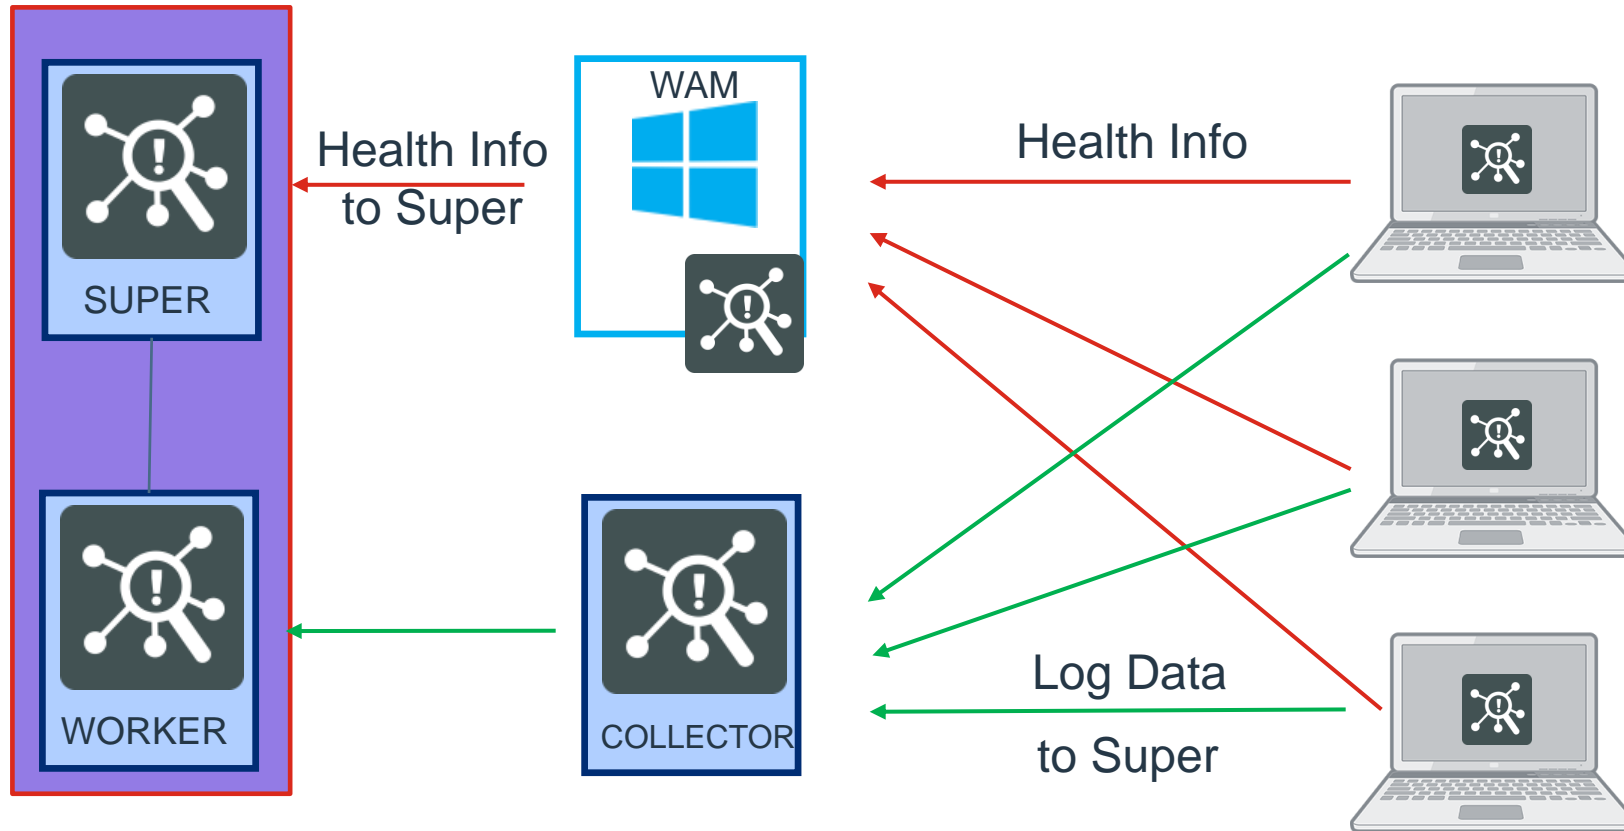 WAM
Health Info
to Super
Health Info
SUPER
WORKER
COLLECTOR
Log Data
to Super